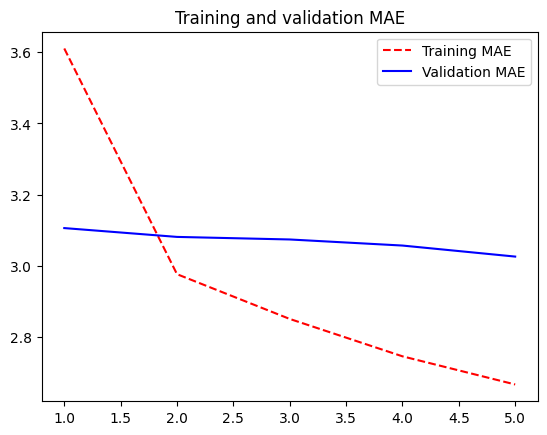 Training and validation MAE
Training MAE
Validation MAE
3.6
3.4
3.2
3.0
2.8
1.0 1.5 2.0 2.5 3.0 3.5 4.0 4.5 5.0